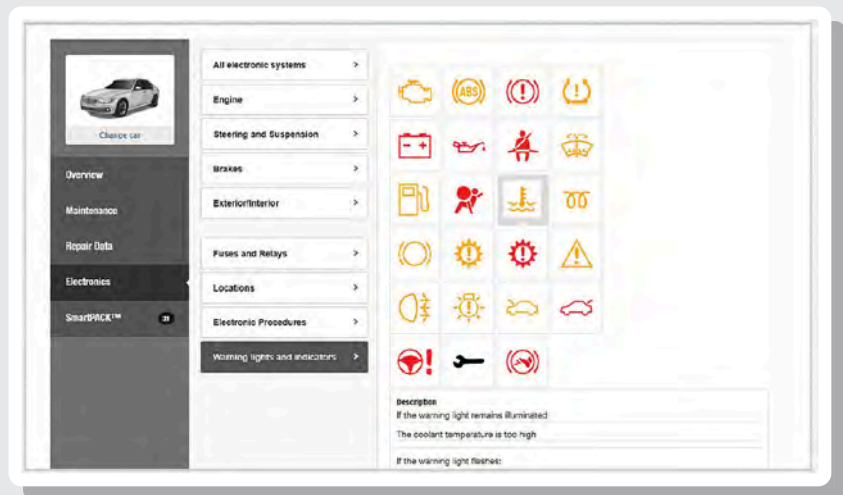 Change car
Overview
Maintenance
Repair Data
Electronics
SmartPACK™ 31
All electronic systems
Engine
Steering and Suspension
Brakes
Exterior/Interior
Fuses and Relays
Locations
Electronic Procedures
Warning lights and indicators
ABS
Description
If the warning light remains illuminated
The coolant temperature is too high
If the warning light flashes: